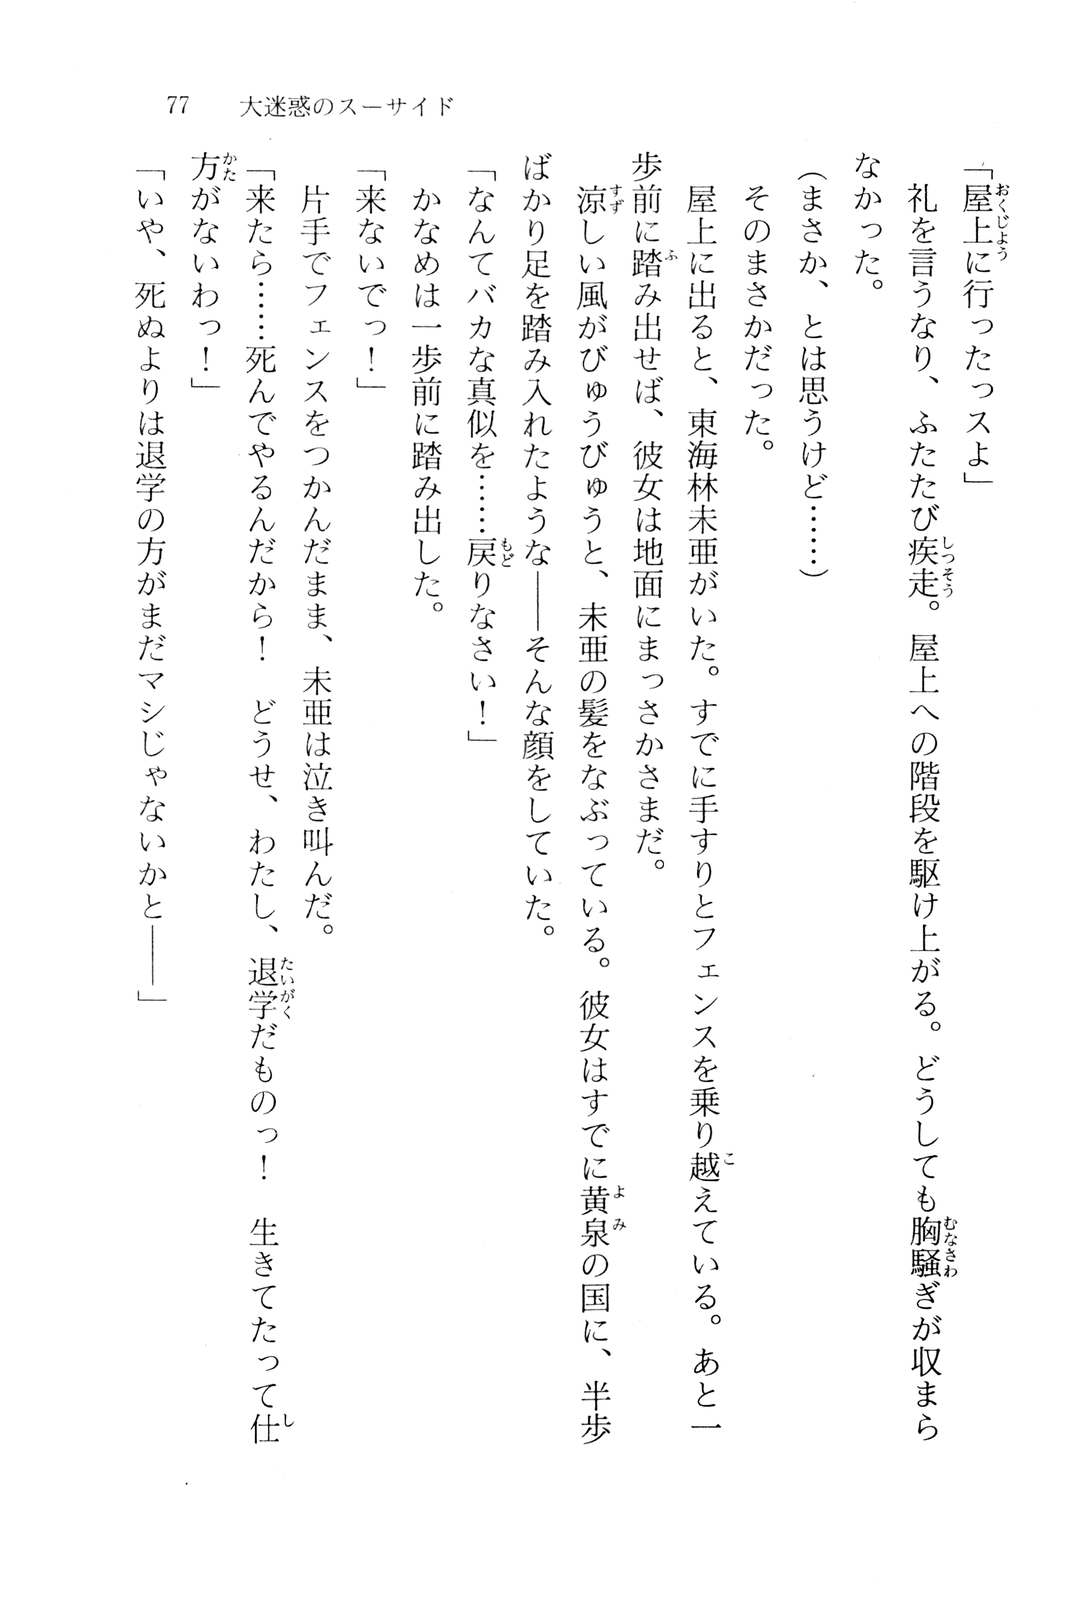 77　大迷惑のスーサイド
「屋上に行ったっスよ」
　礼を言うなり、ふたたび疾走。屋上への階段を駆け上がる。どうしても胸騒ぎが収まら
なかった。
（まさか、とは思うけど……）
　そのまさかだった。
　屋上に出ると、東海林未亜がいた。すでに手すりとフェンスを乗り越えている。あと一
歩前に踏み出せば、彼女は地面にまっさかさまだ。
　涼しい風がびゅうびゅうと、未亜の髪をなぶっている。彼女はすでに黄泉の国に、半歩
ばかり足を踏み入れたような――そんな顔をしていた。
「なんてバカな真似を……戻りなさい！」
　かなめは一歩前に踏み出した。
「来ないでっ！」
　片手でフェンスをつかんだまま、未亜は泣き叫んだ。
「来たら……死んでやるんだから！　どうせ、わたし、退学だものっ！　生きてたって仕
方がないわっ！」
「いや、死ぬよりは退学の方がまだマシじゃないかと――」